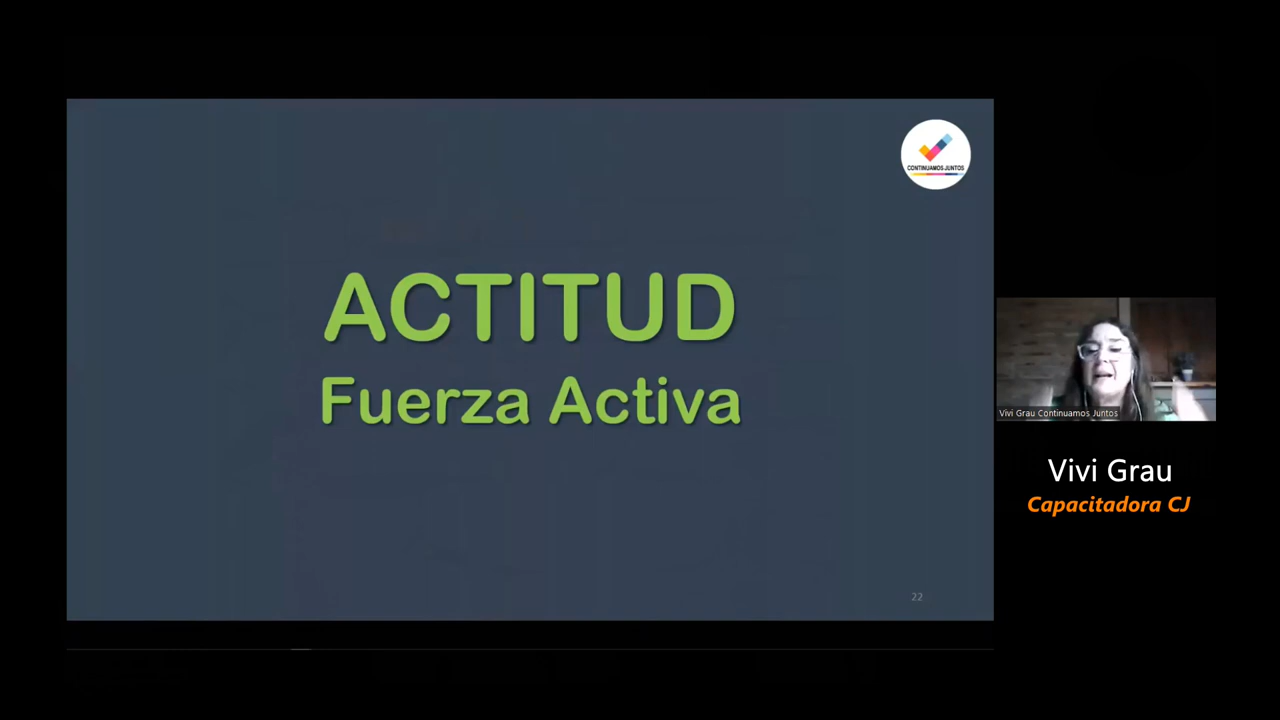 CONTINUAMOS JUNTOS
ACTITUD
Fuerza Activa
22
Vivi Grau Continuamos Juntos
Vivi Grau
Capacitadora CJ